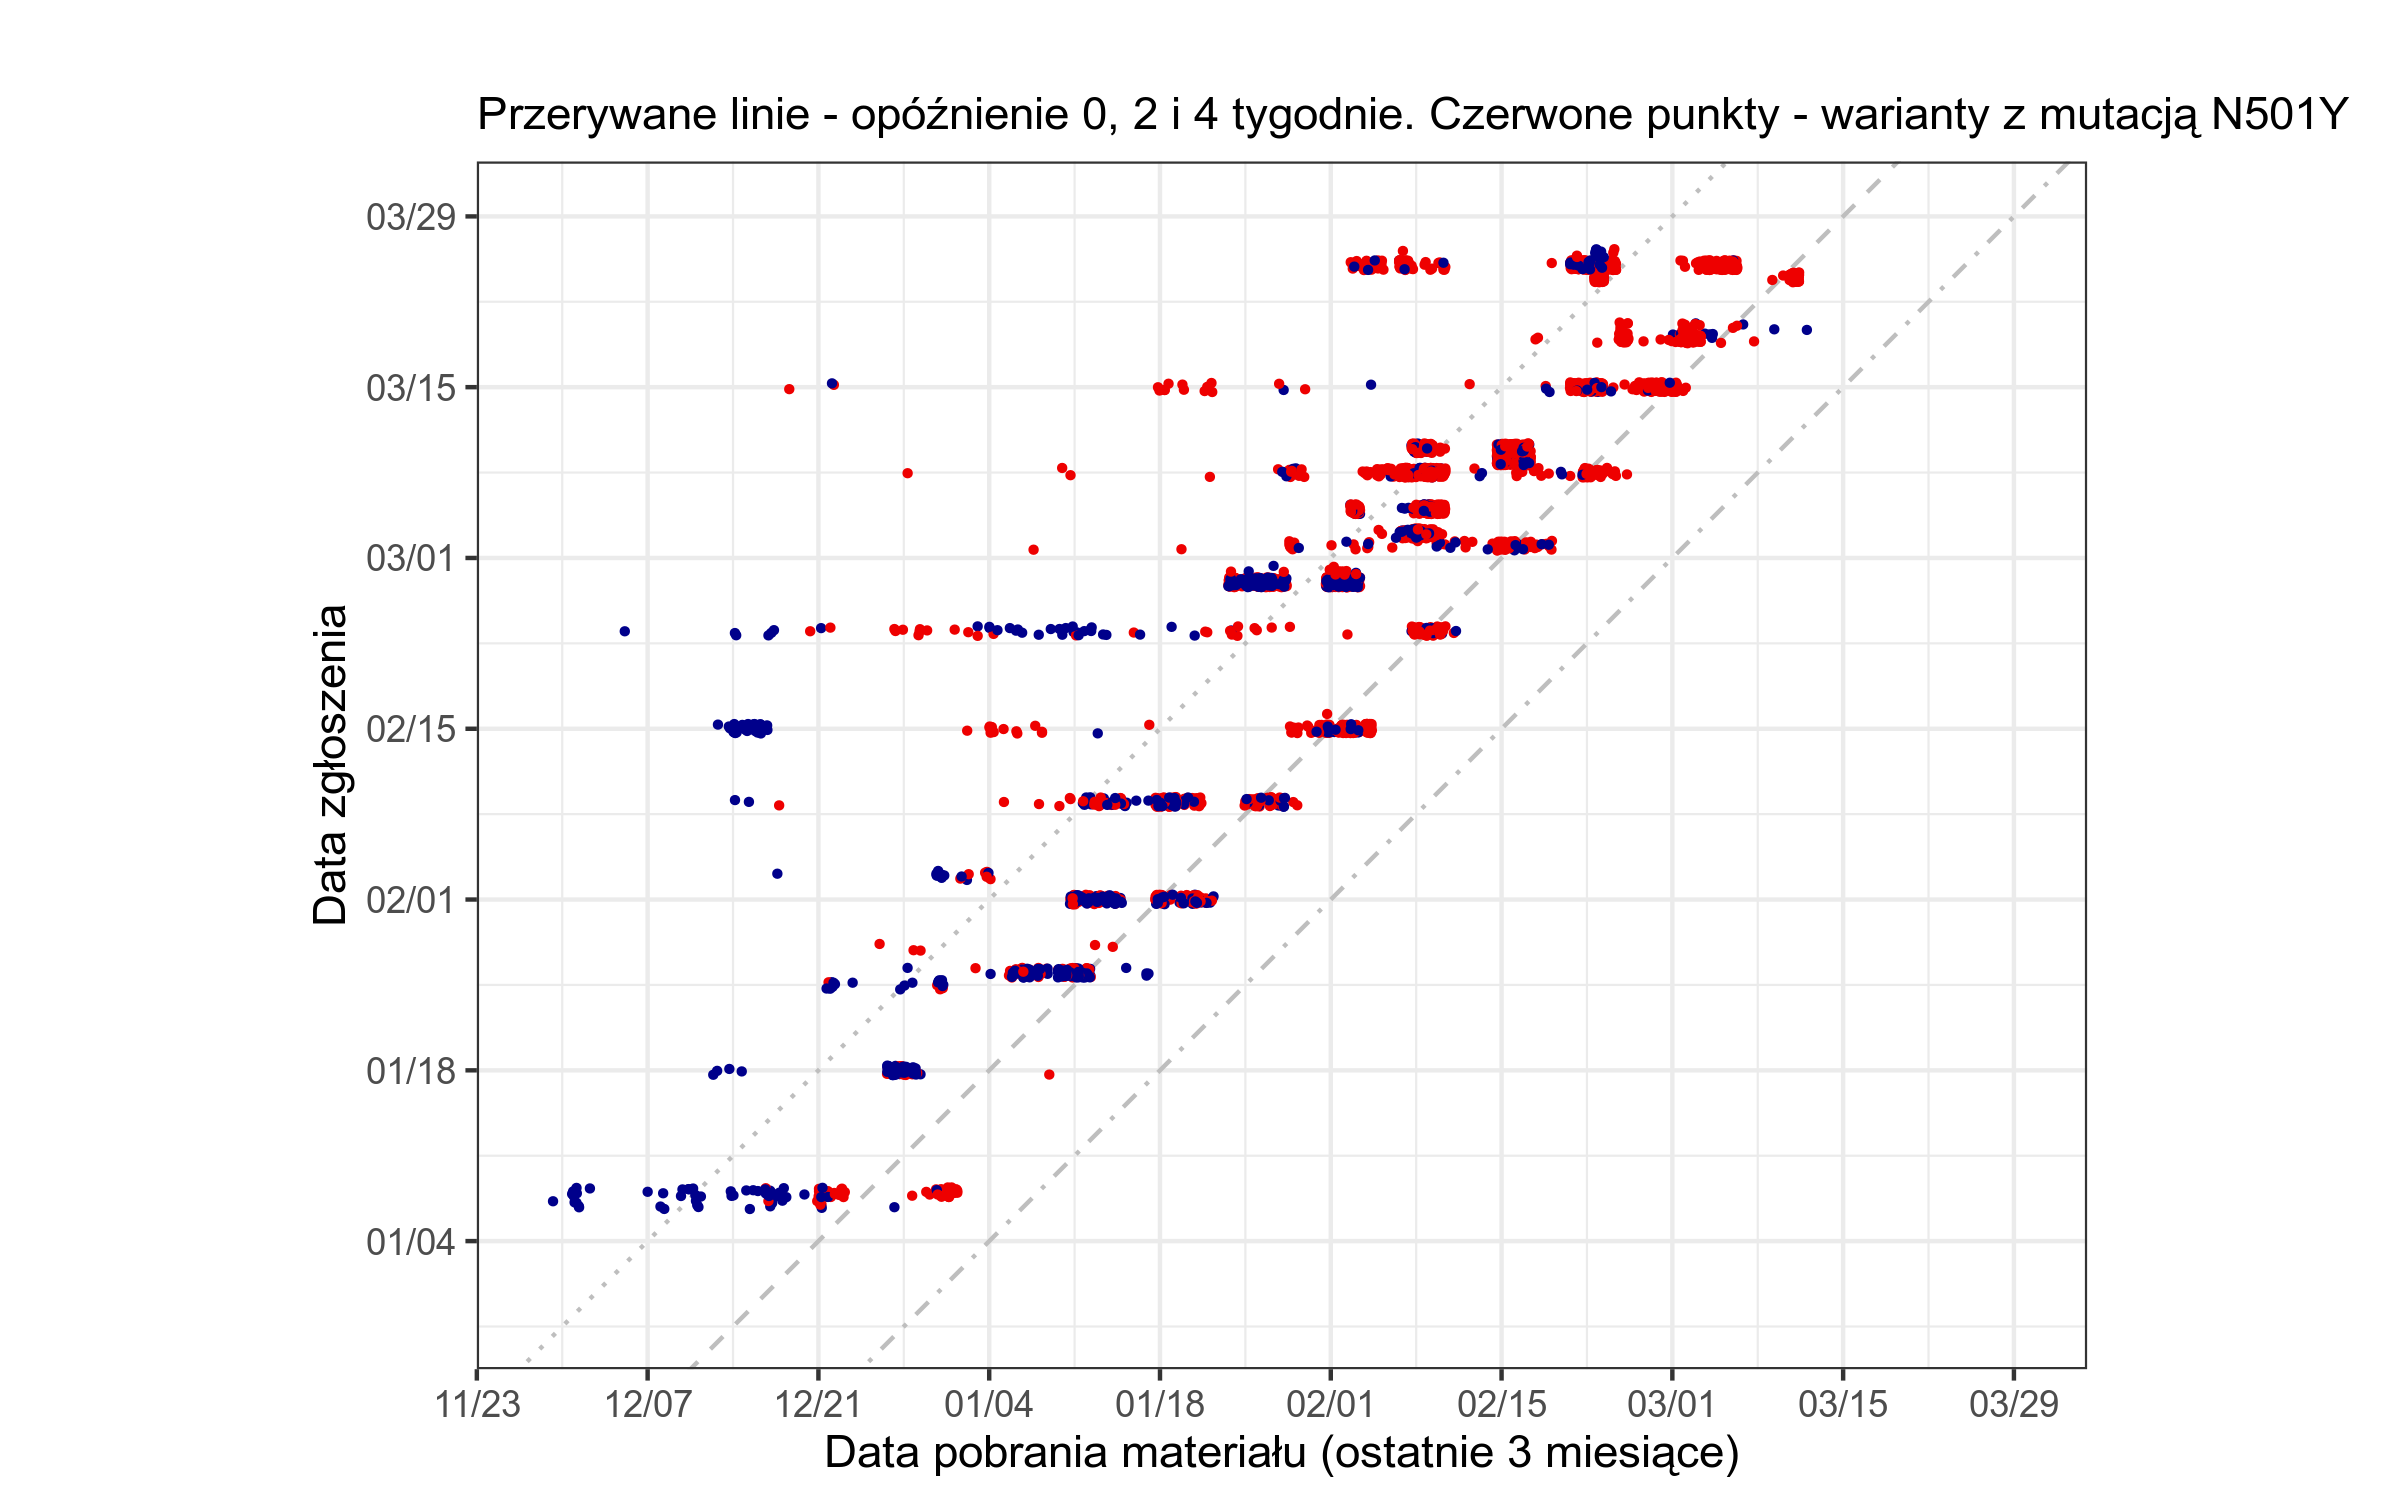 Przerywane linie - opóźnienie 0, 2 i 4 tygodnie. Czerwone punkty - warianty z mutacją N501Y
Data zgłoszenia
03/29
03/15
03/01
02/15
02/01
01/18
01/04
11/23 12/07 12/21 01/04 01/18 02/01 02/15 03/01 03/15 03/29
Data pobrania materiału (ostatnie 3 miesiące)